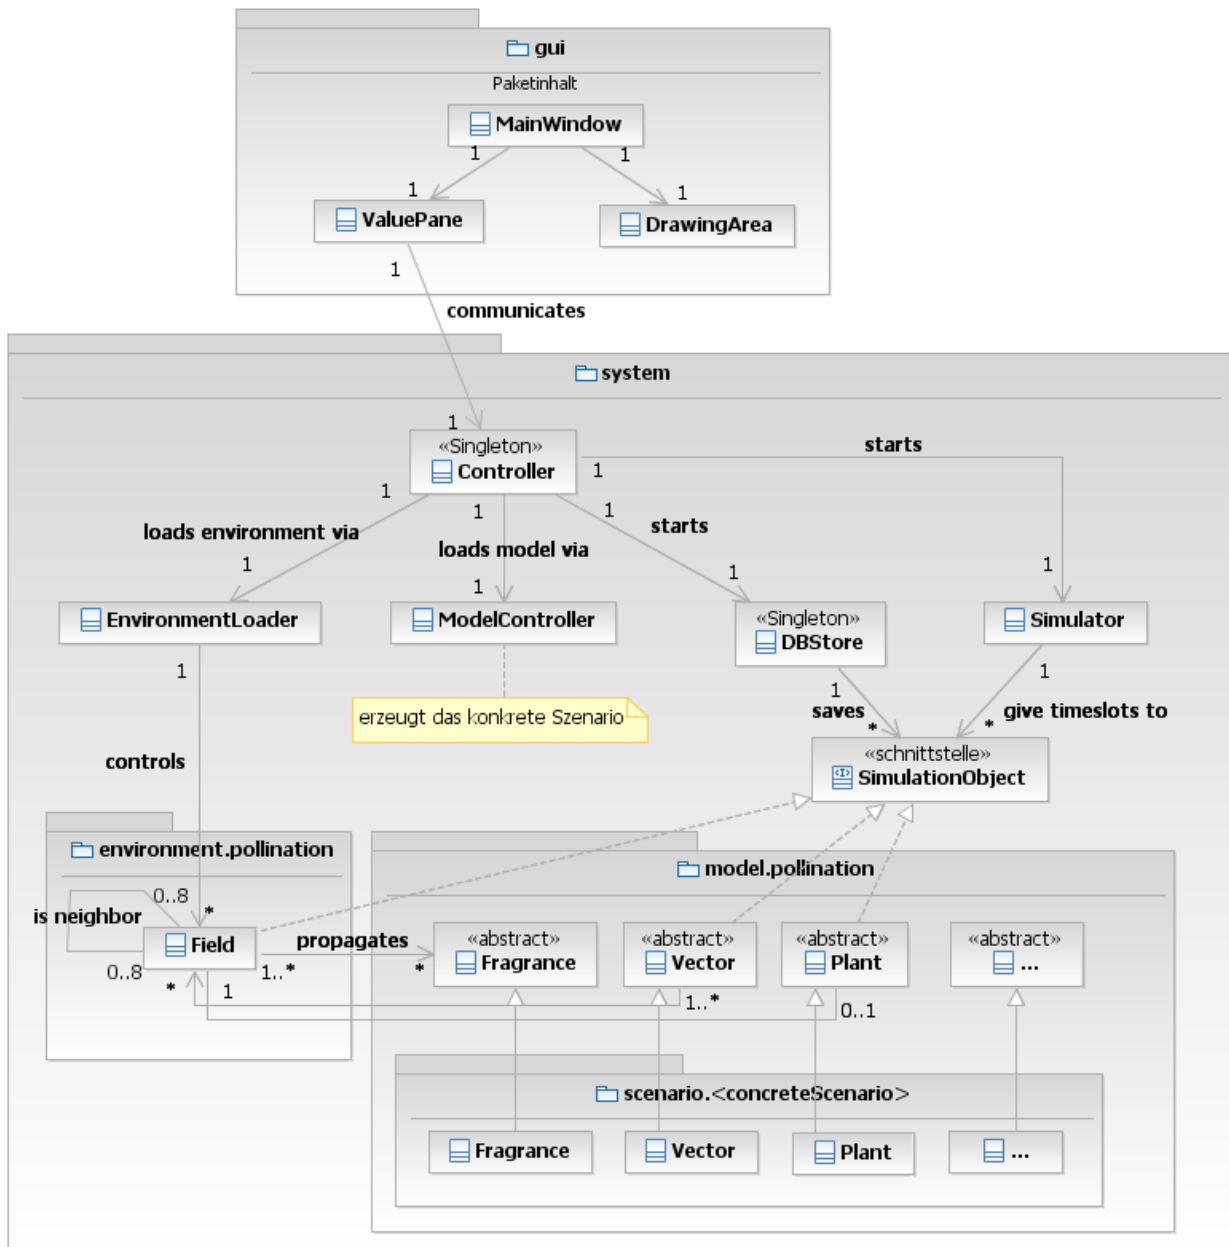 gui
Paketinhalt
MainWindow
1
1
1
1
ValuePane
DrawingArea
1
communicates
system
1
«Singleton»
Controller
starts
1
1
1
1
loads environment via
loads model via
starts
1
1
1
1
EnvironmentLoader
ModelController
«Singleton»
DBStore
Simulator
1
erzeugt das konkrete Szenario
1
saves
*
1
give timeslots to
*
controls
«schnittstelle»
SimulationObject
environment.pollination
model.pollination
0..8
is neighbor
*
Field
propagates
0..8
*
1
1..*
*
«abstract»
Fragrance
«abstract»
Vector
«abstract»
Plant
«abstract»
...
1..*
0..1
scenario.<concreteScenario>
Fragrance
Vector
Plant
...